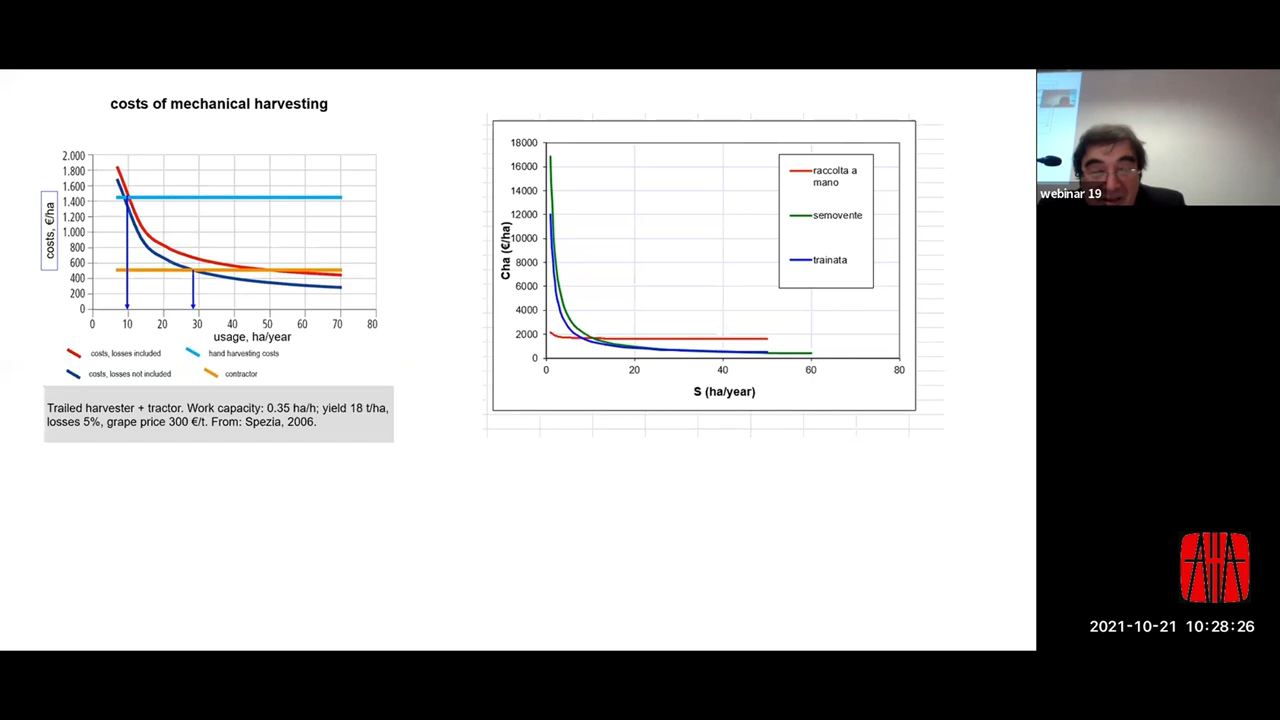 costs of mechanical harvesting
2.000
1.800
1.600
1.400
1.200
1.000
800
600
400
200
0
costs, €/ha
0 10 20 30 40 50 60 70 80
usage, ha/year
costs, losses included
hand harvesting costs
costs, losses not included
contractor
Trailed harvester + tractor. Work capacity: 0.35 ha/h; yield 18 t/ha,
losses 5%, grape price 300 €/t. From: Spezia, 2006.
18000
16000
14000
12000
10000
8000
6000
4000
2000
0
Cha (€/ha)
0 20 40 60 80
S (ha/year)
raccolta a
mano
semovente
trainata
webinar 19
2021-10-21 10:28:26